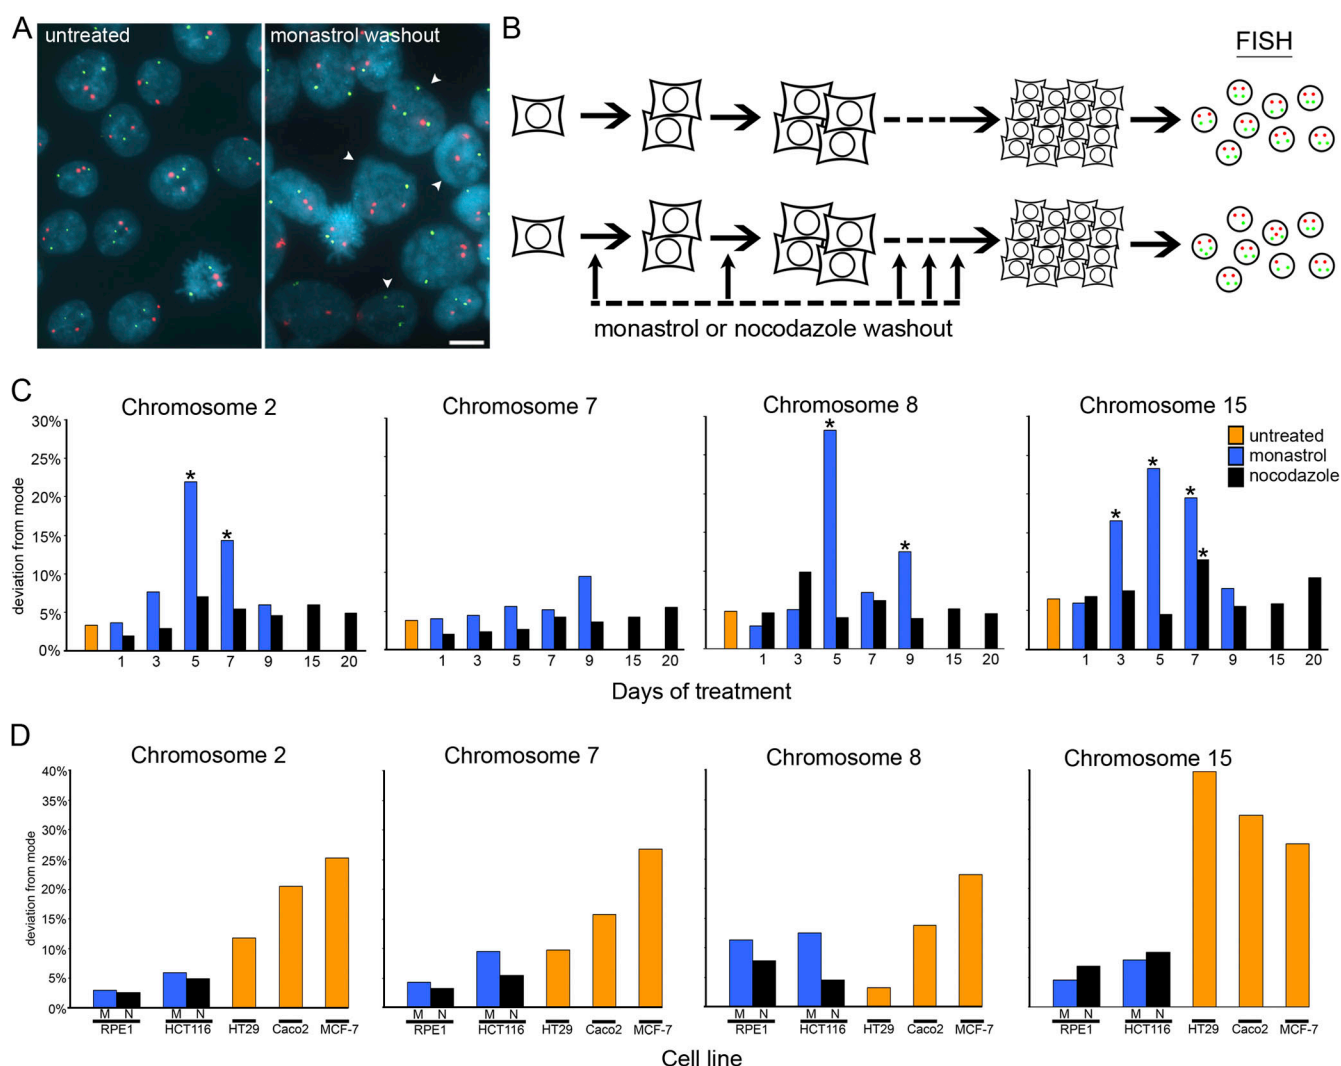 A
untreated
monastrol washout
B
FISH
monastrol or nocodazole washout
C
Chromosome 2
Chromosome 7
Chromosome 8
Chromosome 15
deviation from mode
30%
25%
20%
15%
10%
5%
0%
*
*
*
*
*
*
*
*
untreated
monastrol
nocodazole
1 3 5 7 9 15 20
1 3 5 7 9 15 20
1 3 5 7 9 15 20
1 3 5 7 9 15 20
Days of treatment
D
Chromosome 2
Chromosome 7
Chromosome 8
Chromosome 15
deviation from mode
40%
35%
30%
25%
20%
15%
10%
5%
0%
M N M N
RPE1 HCT116 HT29 Caco2 MCF-7
M N M N
RPE1 HCT116 HT29 Caco2 MCF-7
M N M N
RPE1 HCT116 HT29 Caco2 MCF-7
M N M N
RPE1 HCT116 HT29 Caco2 MCF-7
Cell line